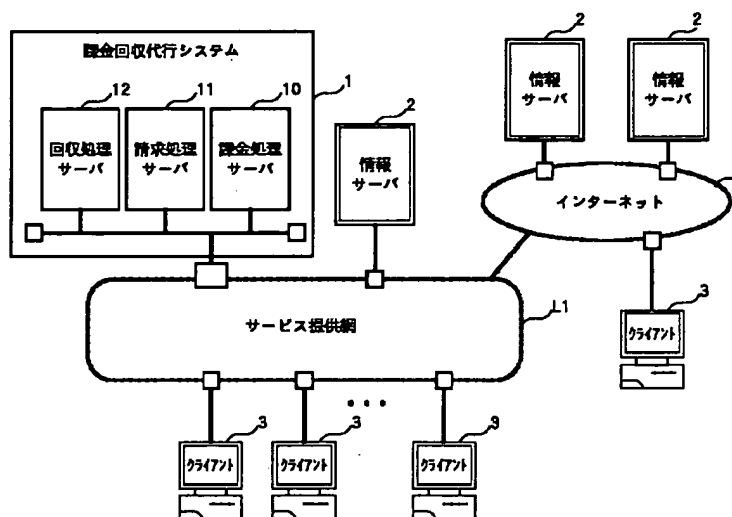 課金回収代行システム
1
12
11
10
回収処理
サーバ
請求処理
サーバ
課金処理
サーバ
2
情報
サーバ
2
情報
サーバ
2
情報
サーバ
インターネット
サービス提供網
L1
3
クライアント
3
クライアント
3
クライアント
9
クライアント